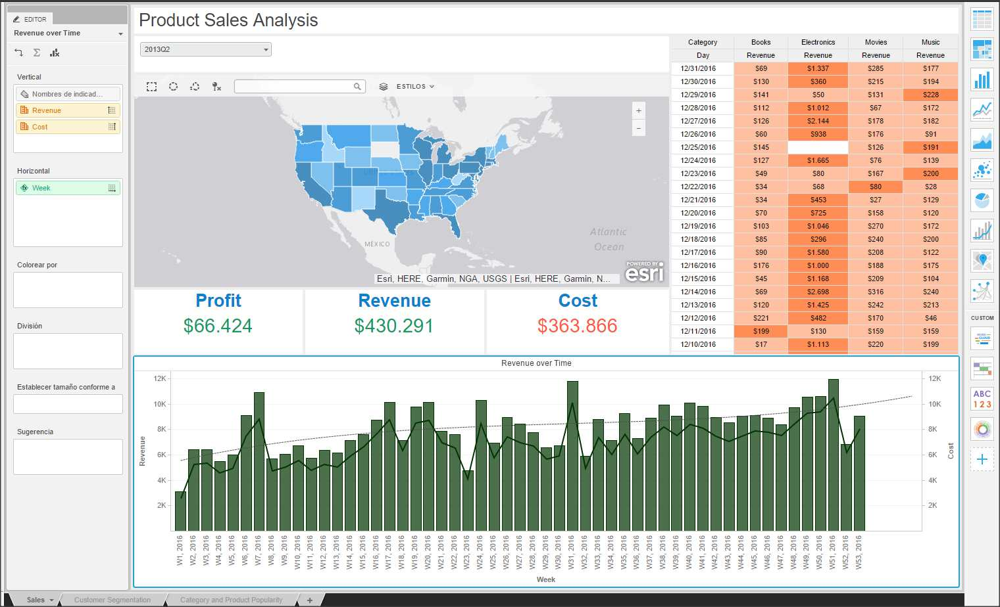 EDITOR
Revenue over Time
Vertical
Nombres de indicad...
Revenue
Cost
Horizontal
Week
Colorear por
División
Establecer tamaño conforme a
Sugerencia
Product Sales Analysis
2013Q2
ESTILOS
+
−
MÉXICO
Atlantic
Ocean
POWERED BY
esri
Esri, HERE, Garmin, NGA, USGS | Esri, HERE, Garmin, N...
Profit
$66.424
Revenue
$430.291
Cost
$363.866
Category Books Electronics Movies Music
Day Revenue Revenue Revenue Revenue
12/31/2016 $69 $1.337 $285 $177
12/30/2016 $130 $360 $215 $194
12/29/2016 $141 $50 $131 $228
12/28/2016 $112 $1.012 $67 $172
12/27/2016 $126 $2.144 $178 $182
12/26/2016 $60 $938 $176 $91
12/25/2016 $145 $126 $191
12/24/2016 $127 $1.665 $76 $139
12/23/2016 $49 $80 $167 $200
12/22/2016 $34 $68 $80 $28
12/21/2016 $34 $453 $27 $129
12/20/2016 $70 $725 $158 $120
12/19/2016 $103 $1.046 $270 $172
12/18/2016 $85 $296 $240 $200
12/17/2016 $90 $1.580 $208 $122
12/16/2016 $176 $1.000 $188 $175
12/15/2016 $45 $1.168 $209 $104
12/14/2016 $69 $2.698 $316 $240
12/13/2016 $120 $1.425 $242 $213
12/12/2016 $221 $482 $170 $46
12/11/2016 $199 $130 $159 $159
12/10/2016 $17 $1.113 $220 $199
Revenue over Time
12K
10K
8K
6K
4K
2K
Revenue
12K
10K
8K
6K
4K
2K
Cost
W1, 2016
W2, 2016
W3, 2016
W4, 2016
W5, 2016
W6, 2016
W7, 2016
W8, 2016
W9, 2016
W10, 2016
W11, 2016
W12, 2016
W13, 2016
W14, 2016
W15, 2016
W16, 2016
W17, 2016
W18, 2016
W19, 2016
W20, 2016
W21, 2016
W22, 2016
W23, 2016
W24, 2016
W25, 2016
W26, 2016
W27, 2016
W28, 2016
W29, 2016
W30, 2016
W31, 2016
W32, 2016
W33, 2016
W34, 2016
W35, 2016
W36, 2016
W37, 2016
W38, 2016
W39, 2016
W40, 2016
W41, 2016
W42, 2016
W43, 2016
W44, 2016
W45, 2016
W46, 2016
W47, 2016
W48, 2016
W49, 2016
W50, 2016
W51, 2016
W52, 2016
W53, 2016
Week
CUSTOM
CLOUD
ABC
123
Sales
Customer Segmentation
Category and Product Popularity
+